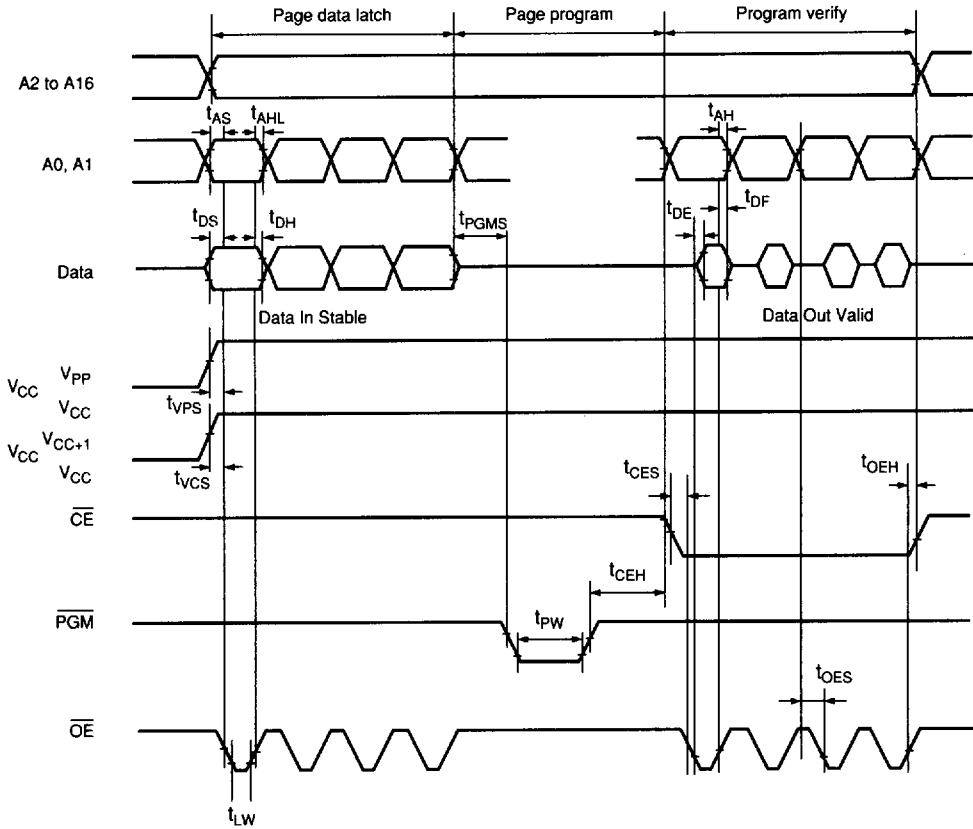 Page data latch Page program Program verify
A2 to A16
tAS tAHL tAH
A0, A1
tDS tDH tPGMS tDE tDF
Data
Data In Stable Data Out Valid
VPP
VCC
tVPS
VCC
VCC+1
VCC
tVCS
VCC
tCES tOEH
CE
tCEH
PGM
tPW
tOES
OE
tLW